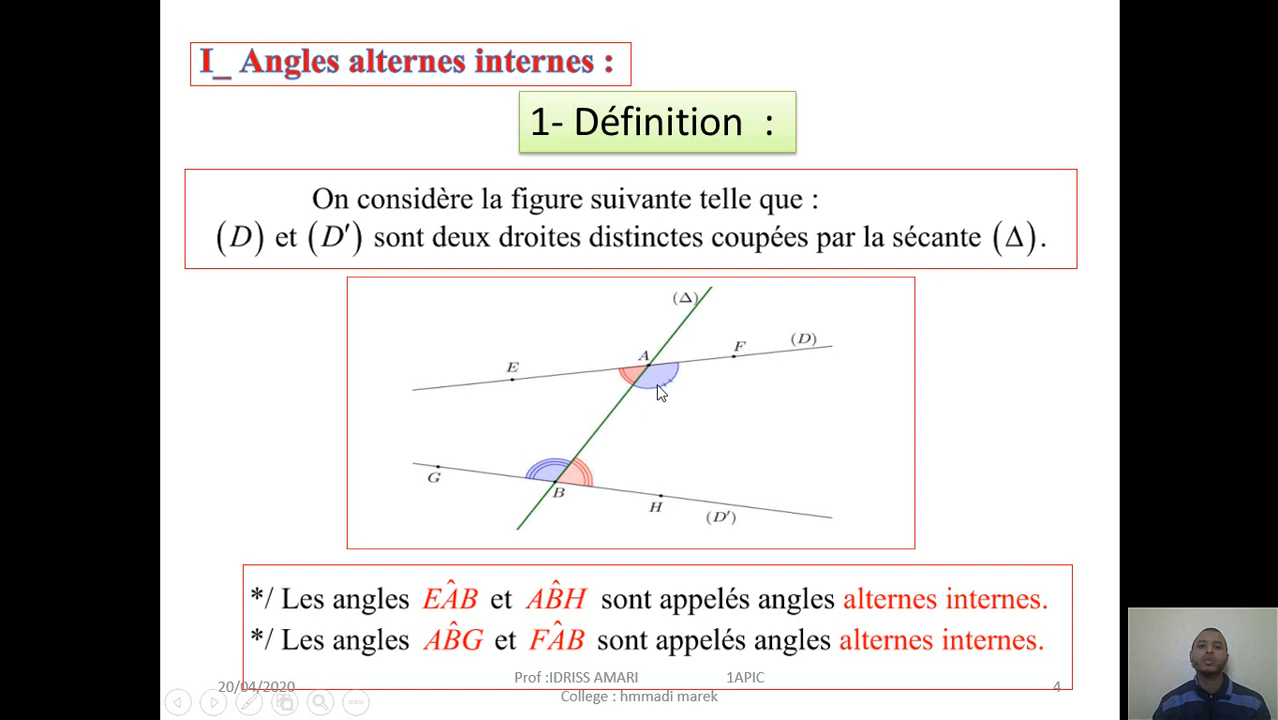 I_ Angles alternes internes :
1- Définition :
On considère la figure suivante telle que :
(D) et (D′) sont deux droites distinctes coupées par la sécante (Δ).
(Δ)
(D)
F
A
E
G
B
H
(D′)
*/ Les angles EÂB et AB̂H sont appelés angles alternes internes.
*/ Les angles AB̂G et FÂB sont appelés angles alternes internes.
Prof :IDRISS AMARI 1APIC
20/04/2020
4
College : hmmadi marek